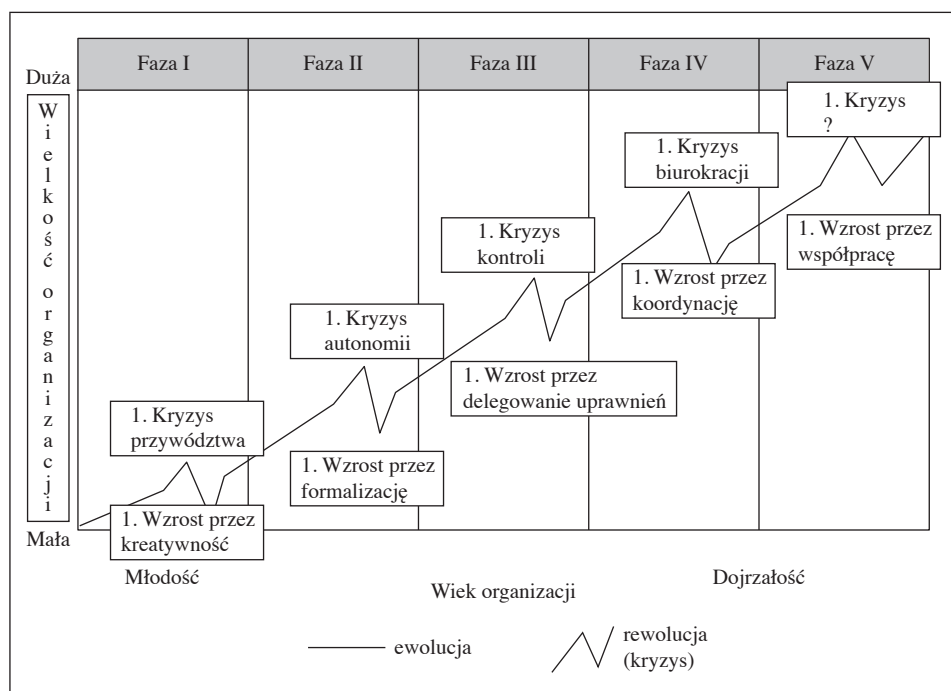 Faza I
Faza II
Faza III
Faza IV
Faza V
Duża
Wielkość organizacji
Mała
1. Kryzys
przywództwa
1. Wzrost przez
kreatywność
1. Kryzys
autonomii
1. Wzrost przez
formalizację
1. Kryzys
kontroli
1. Wzrost przez
delegowanie uprawnień
1. Kryzys
biurokracji
1. Wzrost przez
koordynację
1. Kryzys
?
1. Wzrost przez
współpracę
Młodość
Wiek organizacji
Dojrzałość
ewolucja
rewolucja
(kryzys)